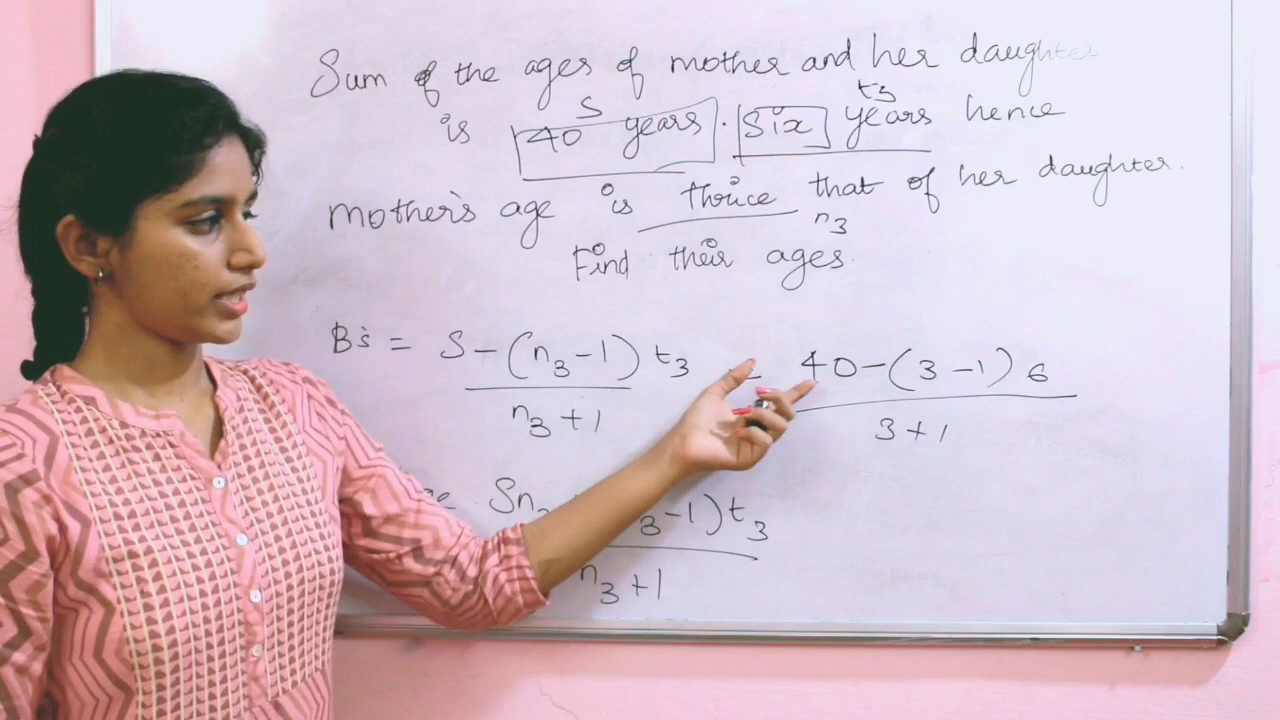 Sum of the ages of mother and her daughter
S t3
is 40 years. Six years hence
mother's age is thrice that of her daughter.
n3
Find their ages.
B's = S-(n3-1) t3 = 40-(3-1) 6
n3+1 3+1
Sn 3-1) t3
n3+1